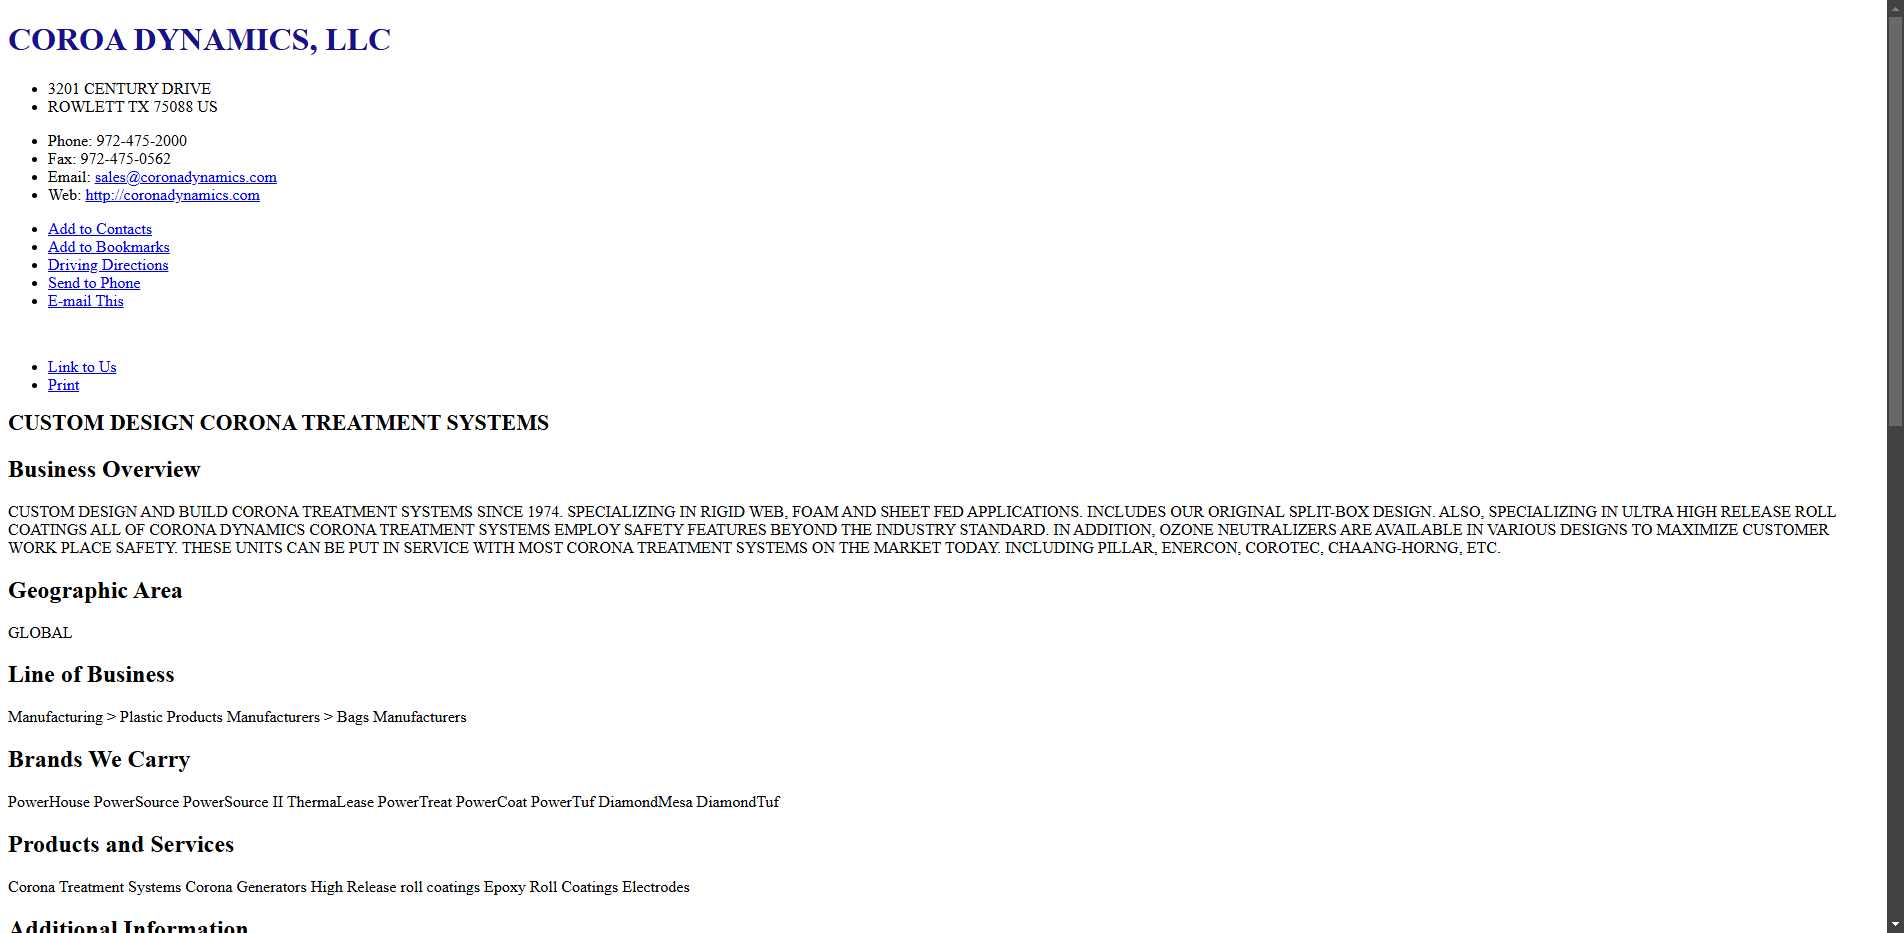 COROA DYNAMICS, LLC
3201 CENTURY DRIVE
ROWLETT TX 75088 US
Phone: 972-475-2000
Fax: 972-475-0562
Email: sales@coronadynamics.com
Web: http://coronadynamics.com
Add to Contacts
Add to Bookmarks
Driving Directions
Send to Phone
E-mail This
Link to Us
Print
CUSTOM DESIGN CORONA TREATMENT SYSTEMS
Business Overview
CUSTOM DESIGN AND BUILD CORONA TREATMENT SYSTEMS SINCE 1974. SPECIALIZING IN RIGID WEB, FOAM AND SHEET FED APPLICATIONS. INCLUDES OUR ORIGINAL SPLIT-BOX DESIGN. ALSO, SPECIALIZING IN ULTRA HIGH RELEASE ROLL
COATINGS ALL OF CORONA DYNAMICS CORONA TREATMENT SYSTEMS EMPLOY SAFETY FEATURES BEYOND THE INDUSTRY STANDARD. IN ADDITION, OZONE NEUTRALIZERS ARE AVAILABLE IN VARIOUS DESIGNS TO MAXIMIZE CUSTOMER
WORK PLACE SAFETY. THESE UNITS CAN BE PUT IN SERVICE WITH MOST CORONA TREATMENT SYSTEMS ON THE MARKET TODAY. INCLUDING PILLAR, ENERCON, COROTEC, CHAANG-HORNG, ETC.
Geographic Area
GLOBAL
Line of Business
Manufacturing > Plastic Products Manufacturers > Bags Manufacturers
Brands We Carry
PowerHouse PowerSource PowerSource II ThermaLease PowerTreat PowerCoat PowerTuf DiamondMesa DiamondTuf
Products and Services
Corona Treatment Systems Corona Generators High Release roll coatings Epoxy Roll Coatings Electrodes
Additional Information